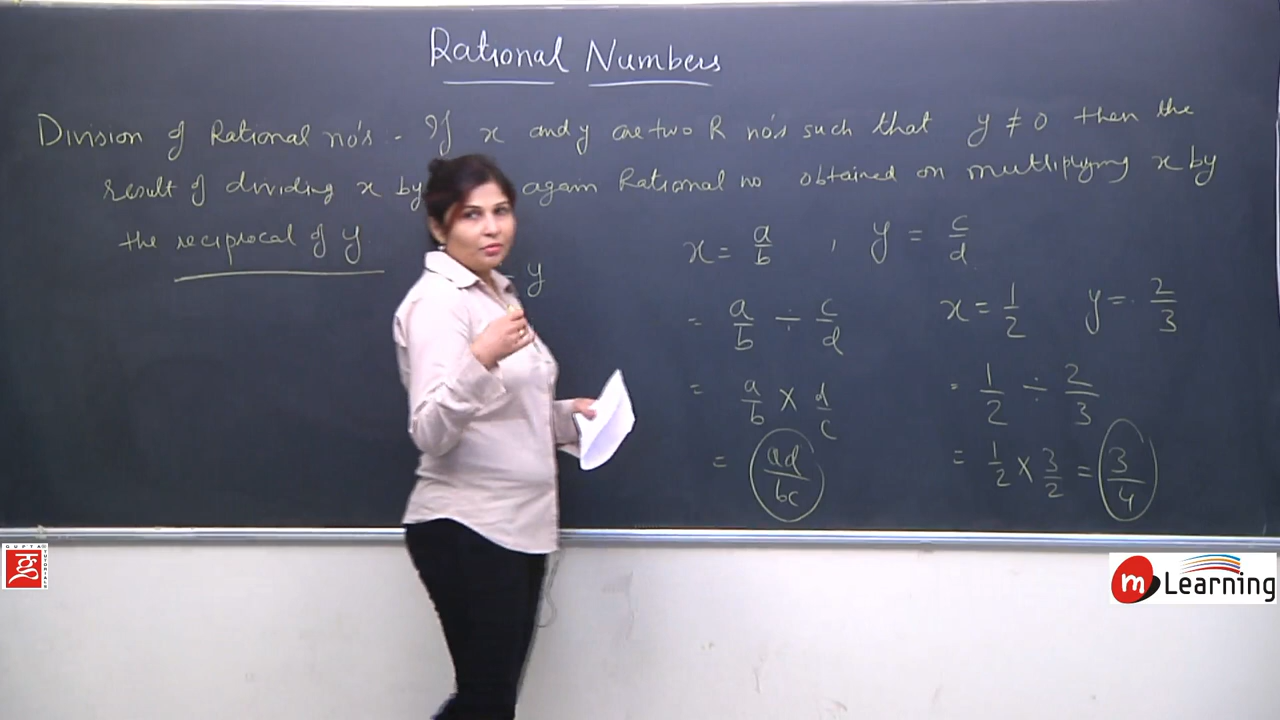 Rational Numbers
Division of Rational no's - If x and y are two R no's such that y ≠ 0 then the
result of dividing x by again Rational no obtained on multiplying x by
the reciprocal of y
÷ y
x = a/b , y = c/d
= a/b ÷ c/d
= a/b × d/c
= ad/bc
x = 1/2 y = 2/3
= 1/2 ÷ 2/3
= 1/2 × 3/2 = 3/4
GUPTA TUTORIALS
m Learning